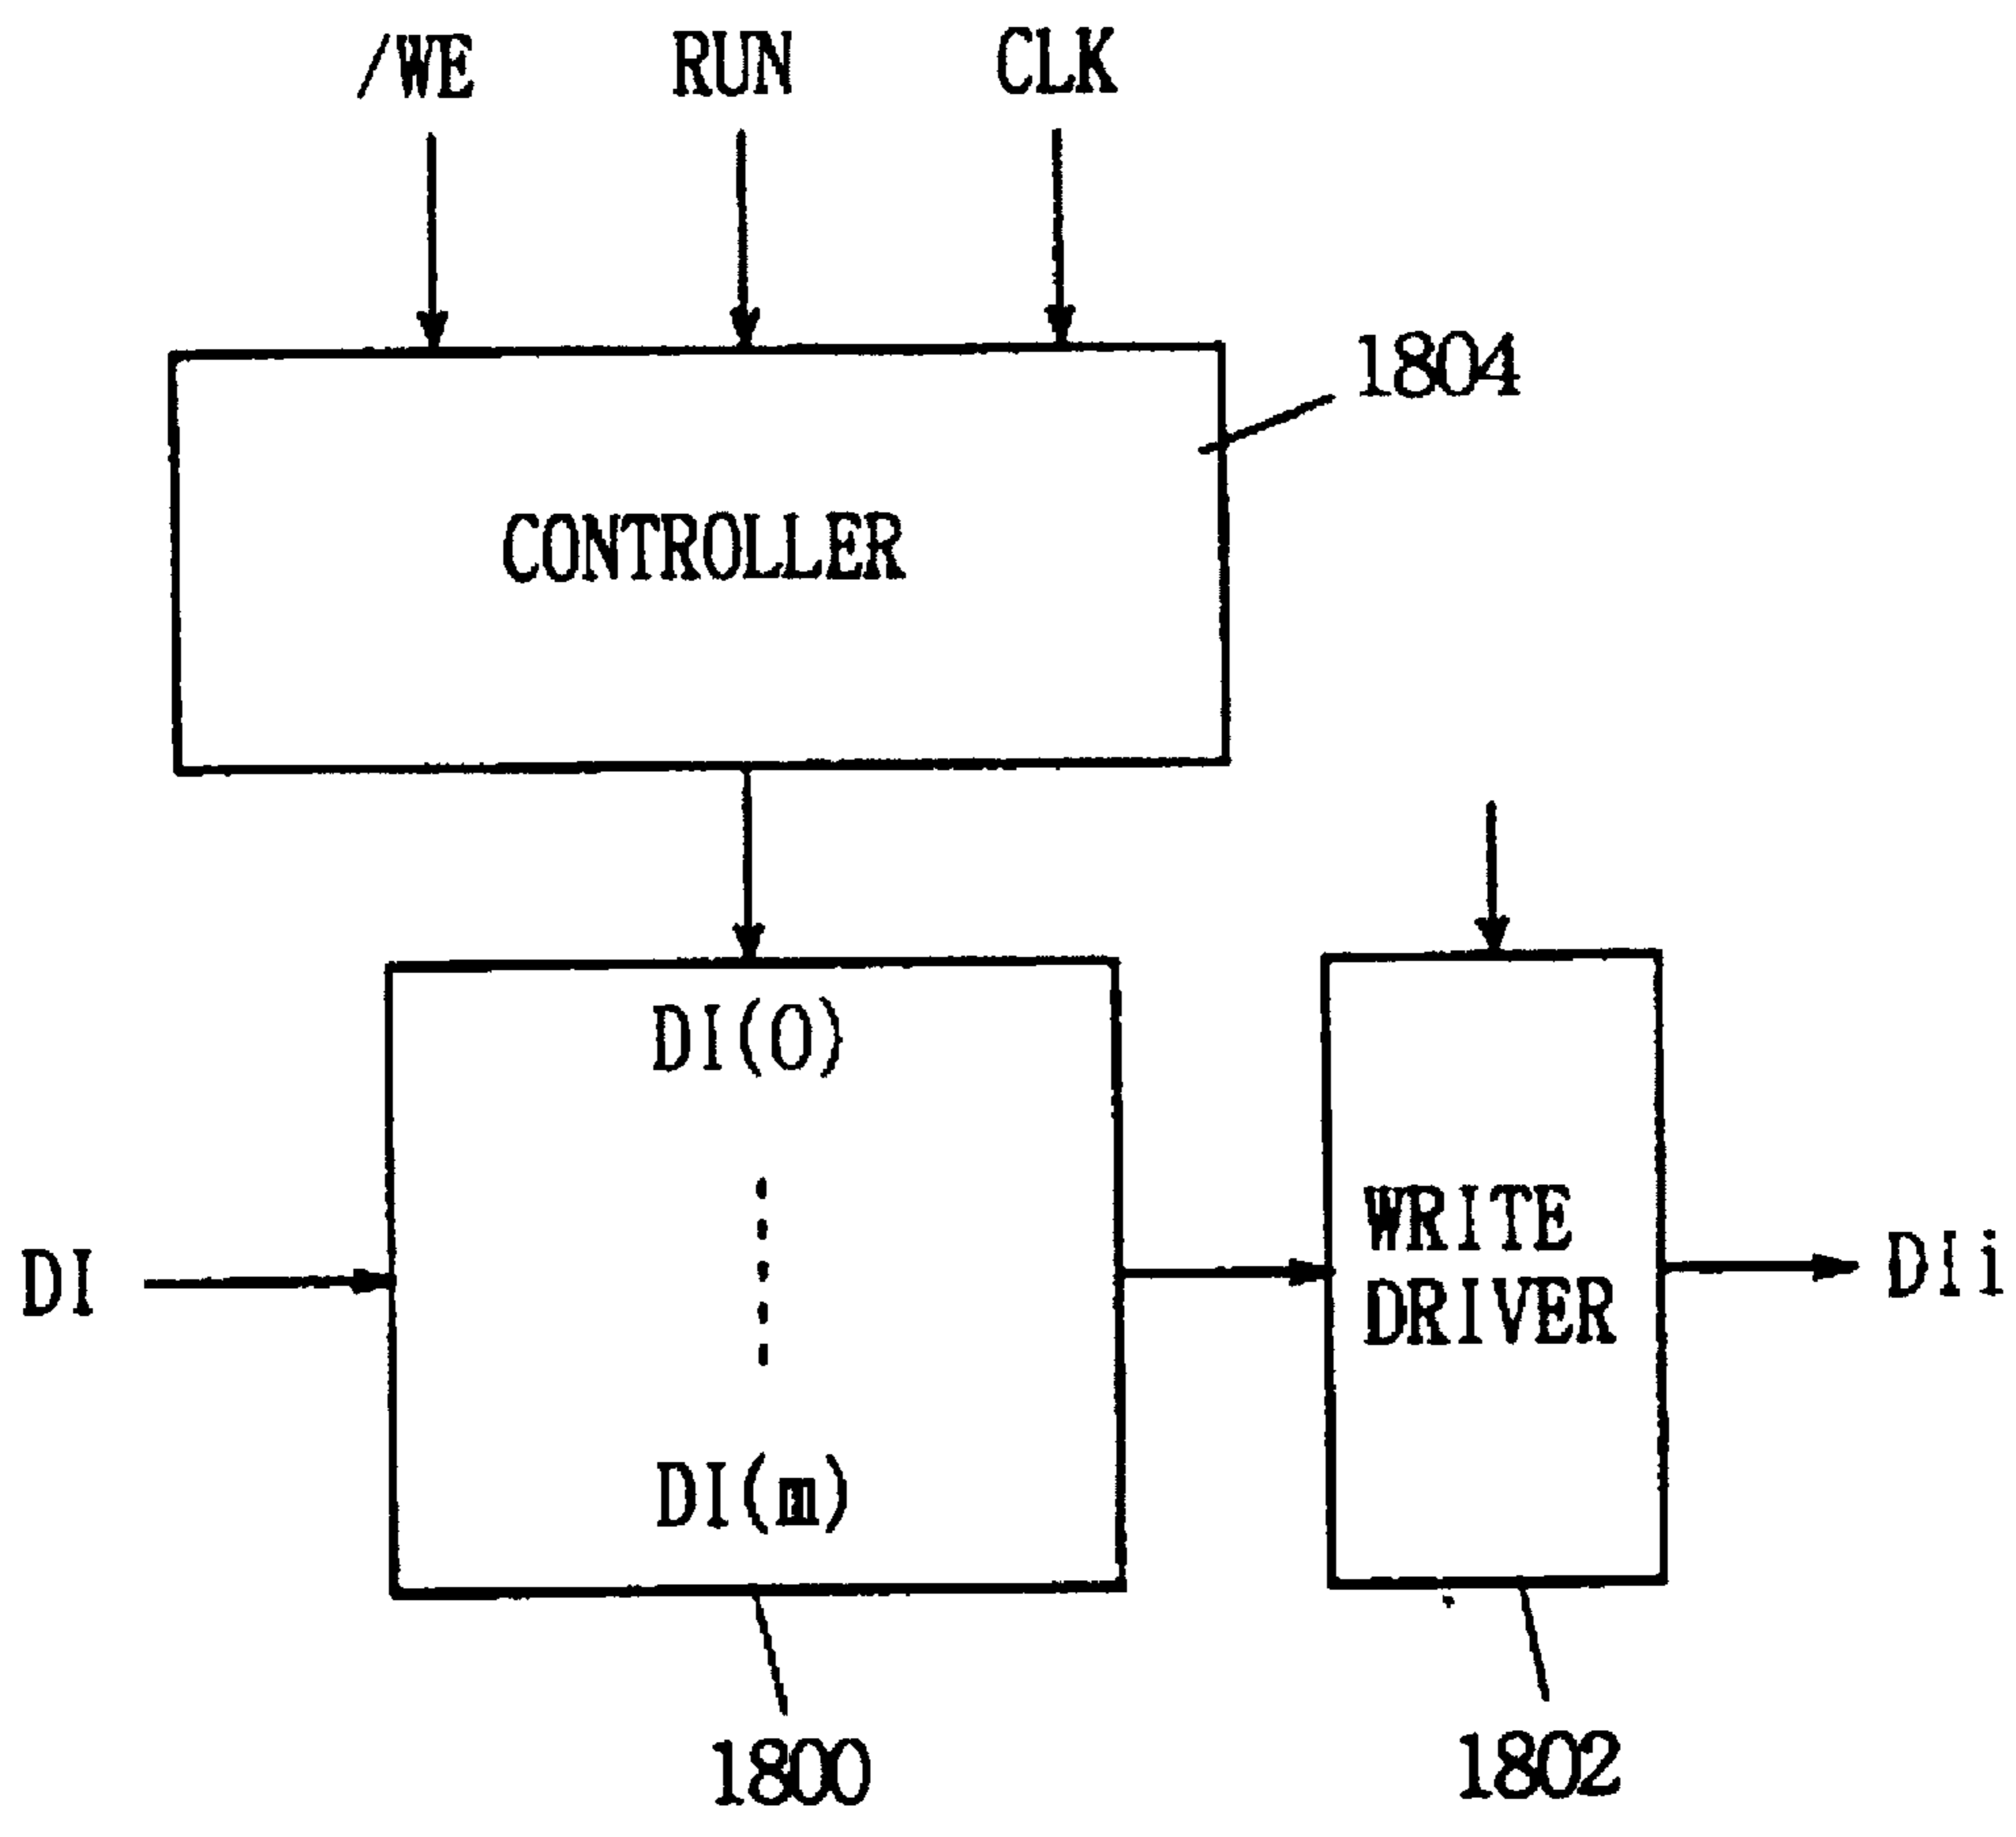 /WE RUN CLK
1804
CONTROLLER
DI(0)
WRITE
DRIVER
DI
DIi
DI(m)
1800
1802